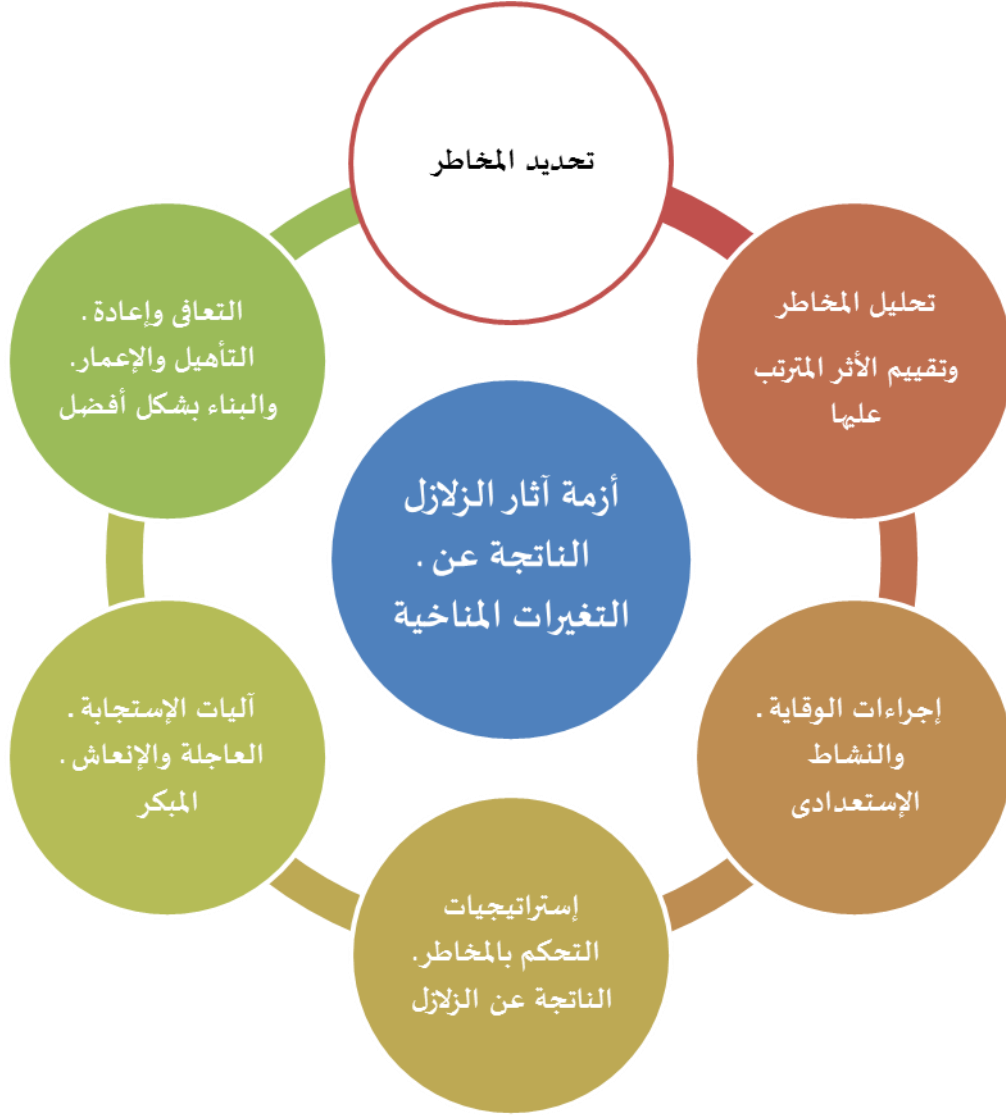 تحديد المخاطر
تحليل المخاطر
وتقييم الأثر المترتب
عليها
إجراءات الوقاية .
والنشاط
الإستعدادى
إستراتيجيات
التحكم بالمخاطر.
الناتجة عن الزلازل
آليات الإستجابة .
العاجلة والإنعاش .
المبكر
التعافى وإعادة .
التأهيل والإعمار.
والبناء بشكل أفضل
أزمة آثار الزلازل
الناتجة عن .
التغيرات المناخية